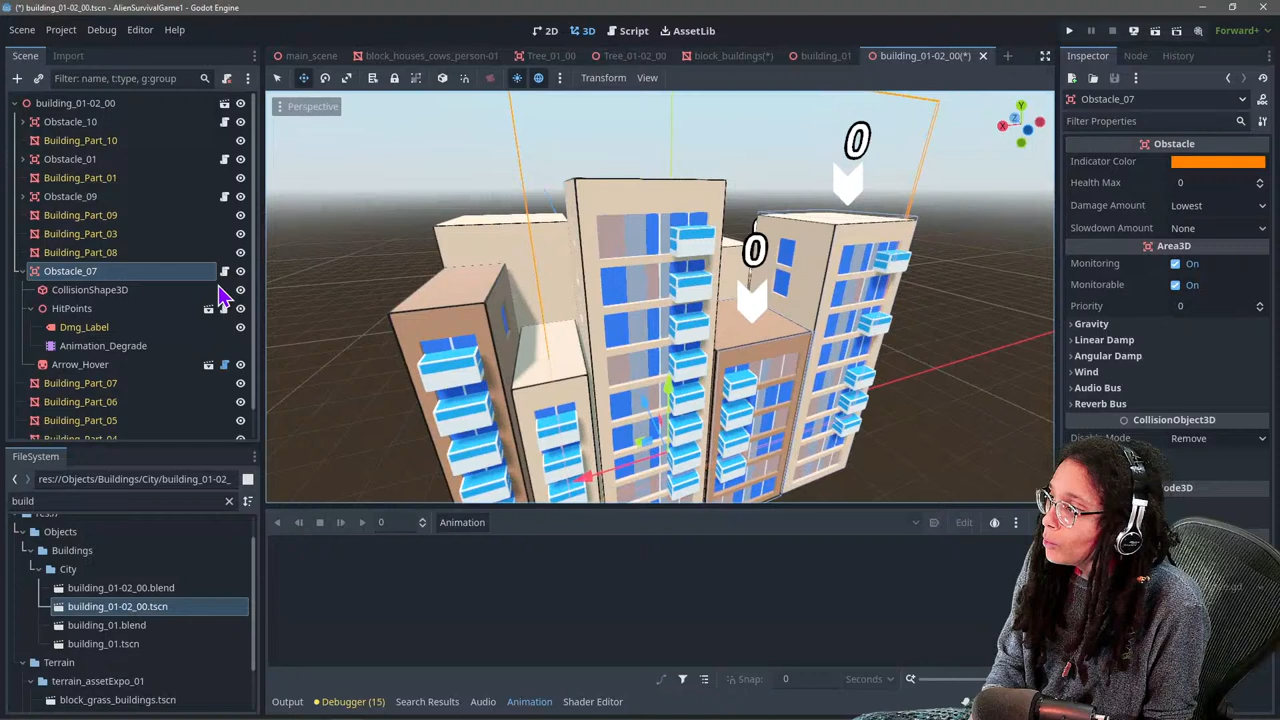 (*) building_01-02_00.tscn - AlienSurvivalGame1 - Godot Engine
Scene Project Debug Editor Help
2D 3D Script AssetLib
Forward+
Scene Import
main_scene block_houses_cows_person-01 Tree_01_00 Tree_01-02_00 block_buildings(*) building_01 building_01-02_00(*)
Inspector Node History
Filter: name, t:type, g:group
Transform View
building_01-02_00
Obstacle_10
Building_Part_10
Obstacle_01
Building_Part_01
Obstacle_09
Building_Part_09
Building_Part_03
Building_Part_08
Obstacle_07
CollisionShape3D
HitPoints
Dmg_Label
Animation_Degrade
Arrow_Hover
Building_Part_07
Building_Part_06
Building_Part_05
Perspective
Y
X
Z
0
0
Obstacle_07
Filter Properties
Obstacle
Indicator Color
Health Max 0
Damage Amount Lowest
Slowdown Amount None
Area3D
Monitoring On
Monitorable On
Priority 0
Gravity
Linear Damp
Angular Damp
Wind
Audio Bus
Reverb Bus
CollisionObject3D
Disable Mode Remove
FileSystem
res://Objects/Buildings/City/building_01-02_
build
Objects
Buildings
City
building_01-02_00.blend
building_01-02_00.tscn
building_01.blend
building_01.tscn
Terrain
terrain_assetExpo_01
block_grass_buildings.tscn
0 Animation Edit
Snap: 0 Seconds
Output Debugger (15) Search Results Audio Animation Shader Editor